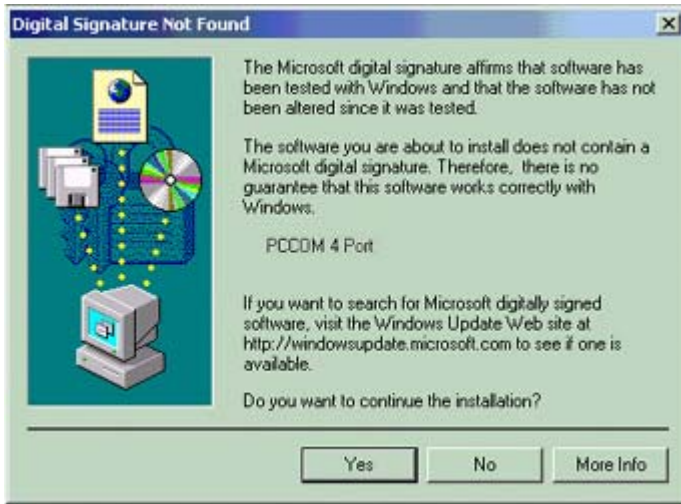 Digital Signature Not Found
The Microsoft digital signature affirms that software has
been tested with Windows and that the software has not
been altered since it was tested.
The software you are about to install does not contain a
Microsoft digital signature. Therefore, there is no
guarantee that this software works correctly with
Windows.
PCCOM 4 Port
If you want to search for Microsoft digitally signed
software, visit the Windows Update Web site at
http://windowsupdate.microsoft.com to see if one is
available.
Do you want to continue the installation?
Yes No More Info